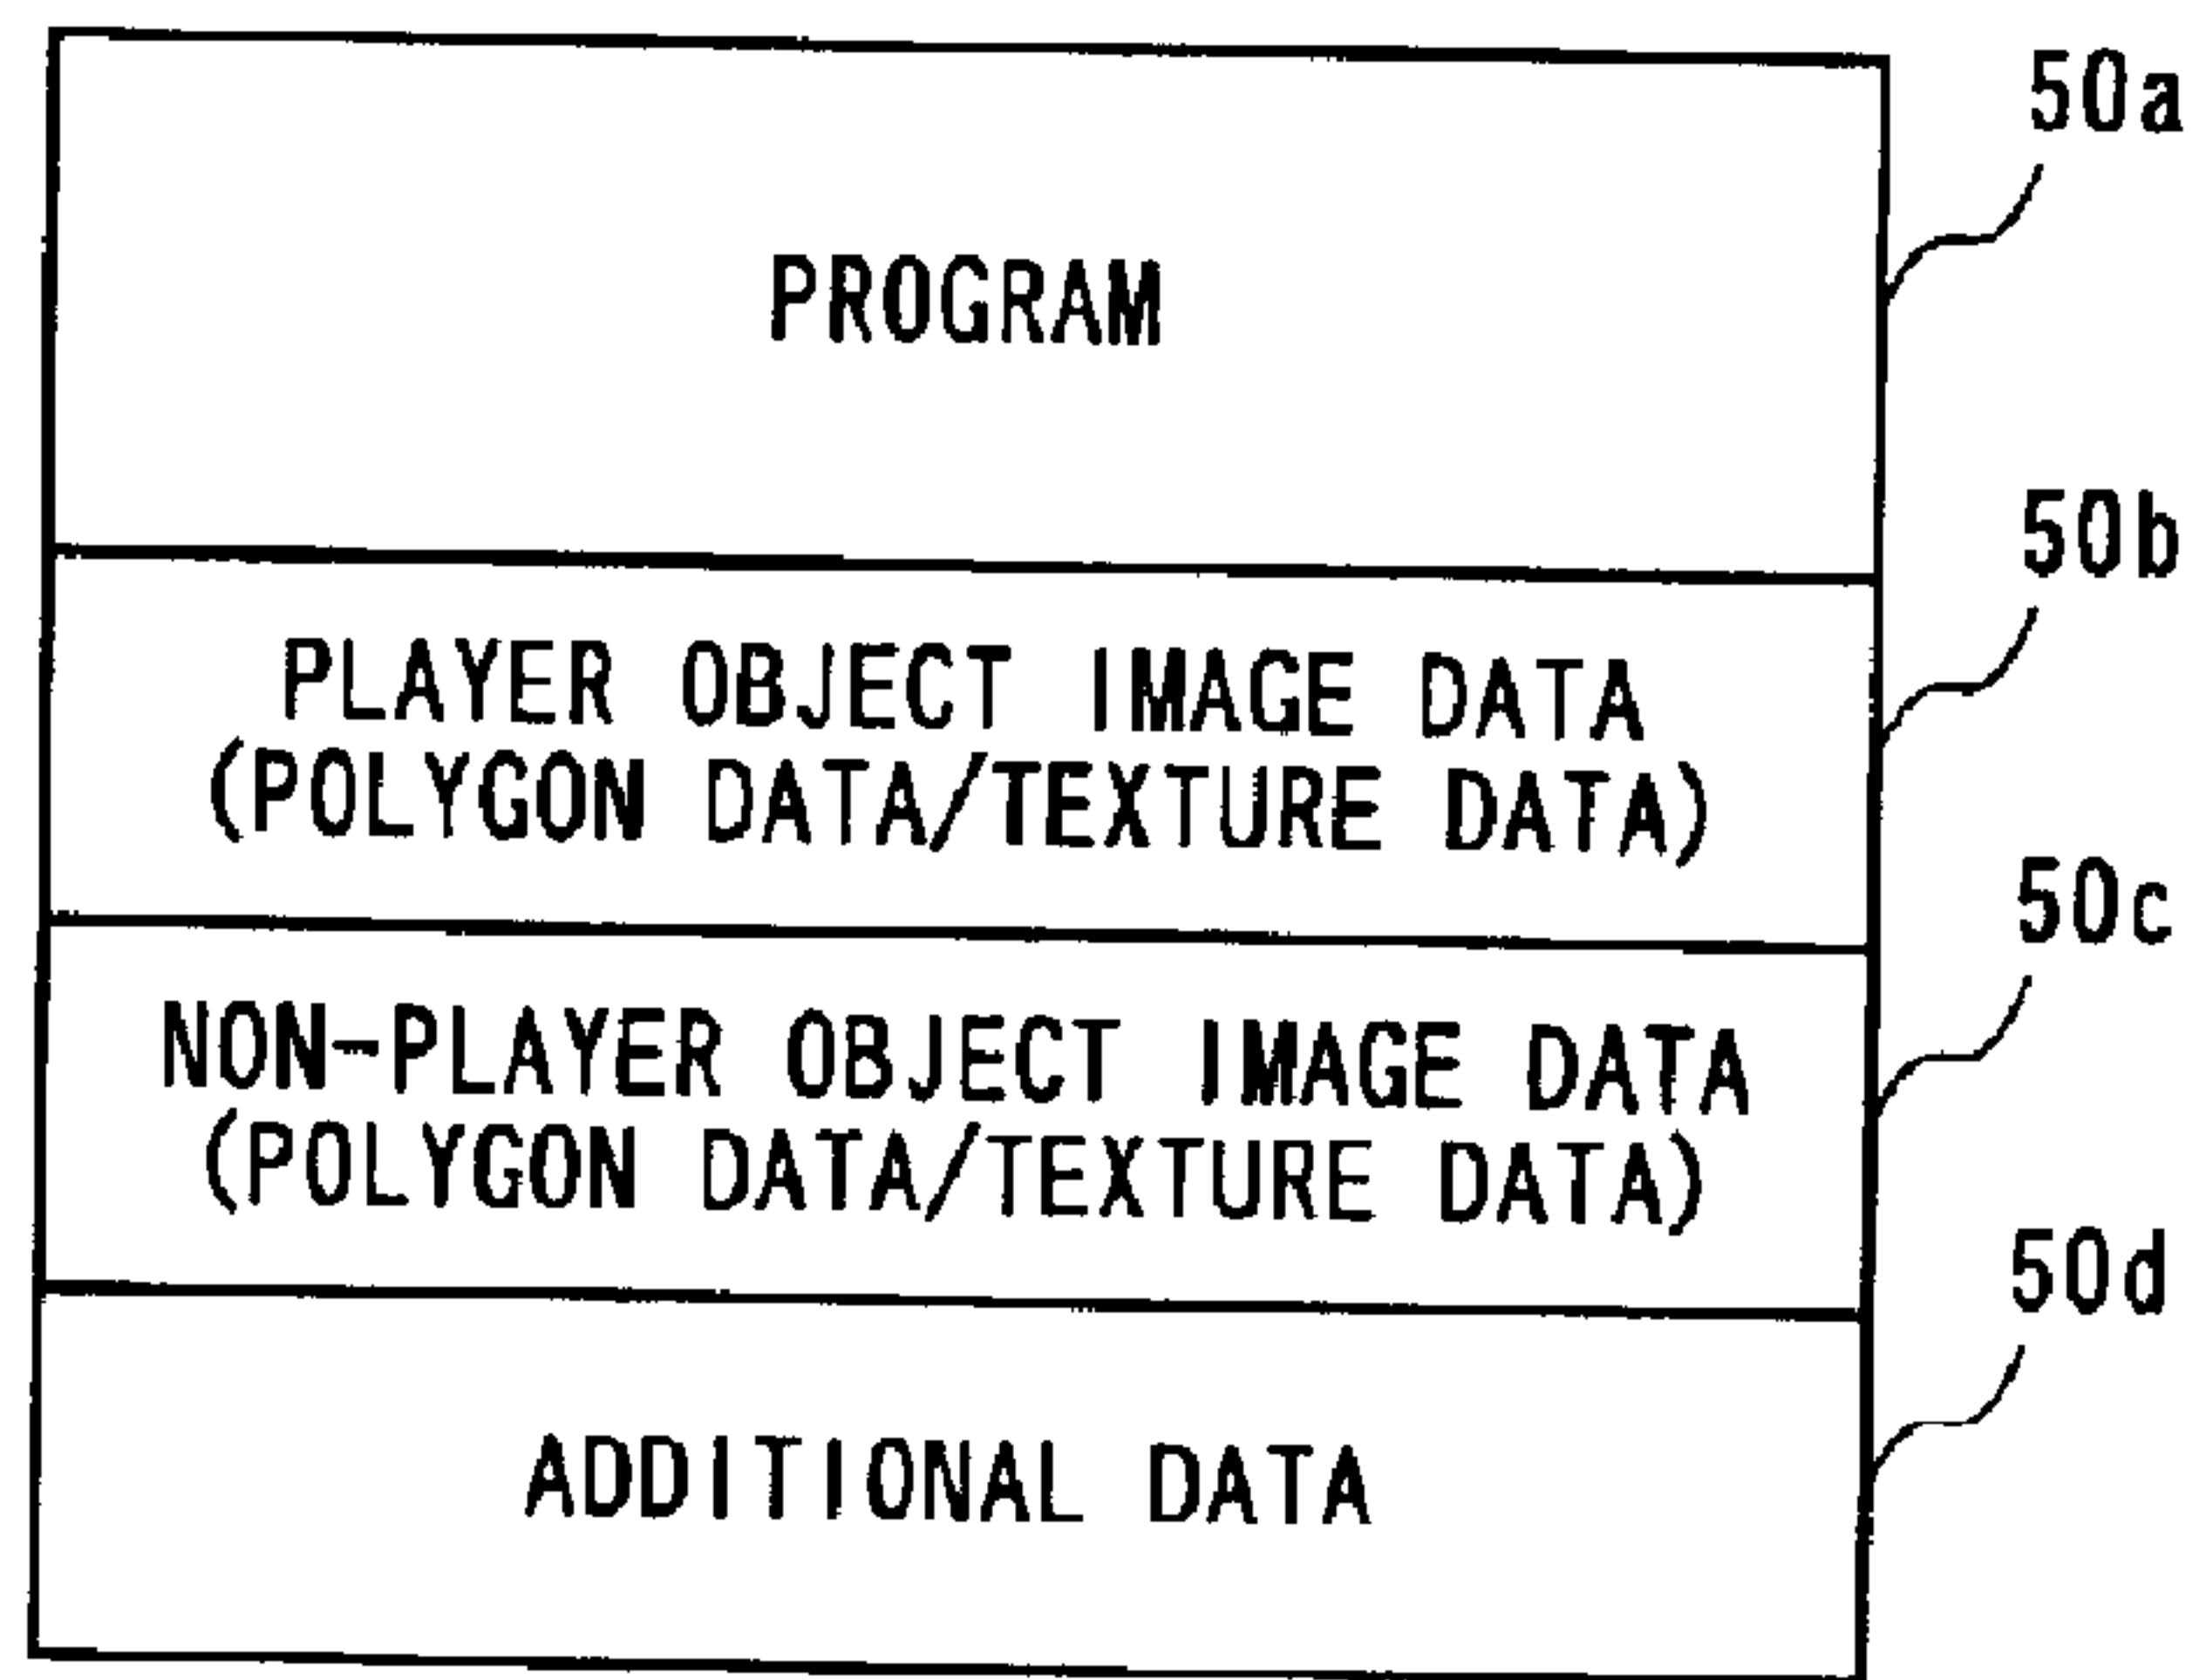 50a
PROGRAM
50b
PLAYER OBJECT IMAGE DATA
(POLYGON DATA/TEXTURE DATA)
50c
NON-PLAYER OBJECT IMAGE DATA
(POLYGON DATA/TEXTURE DATA)
50d
ADDITIONAL DATA